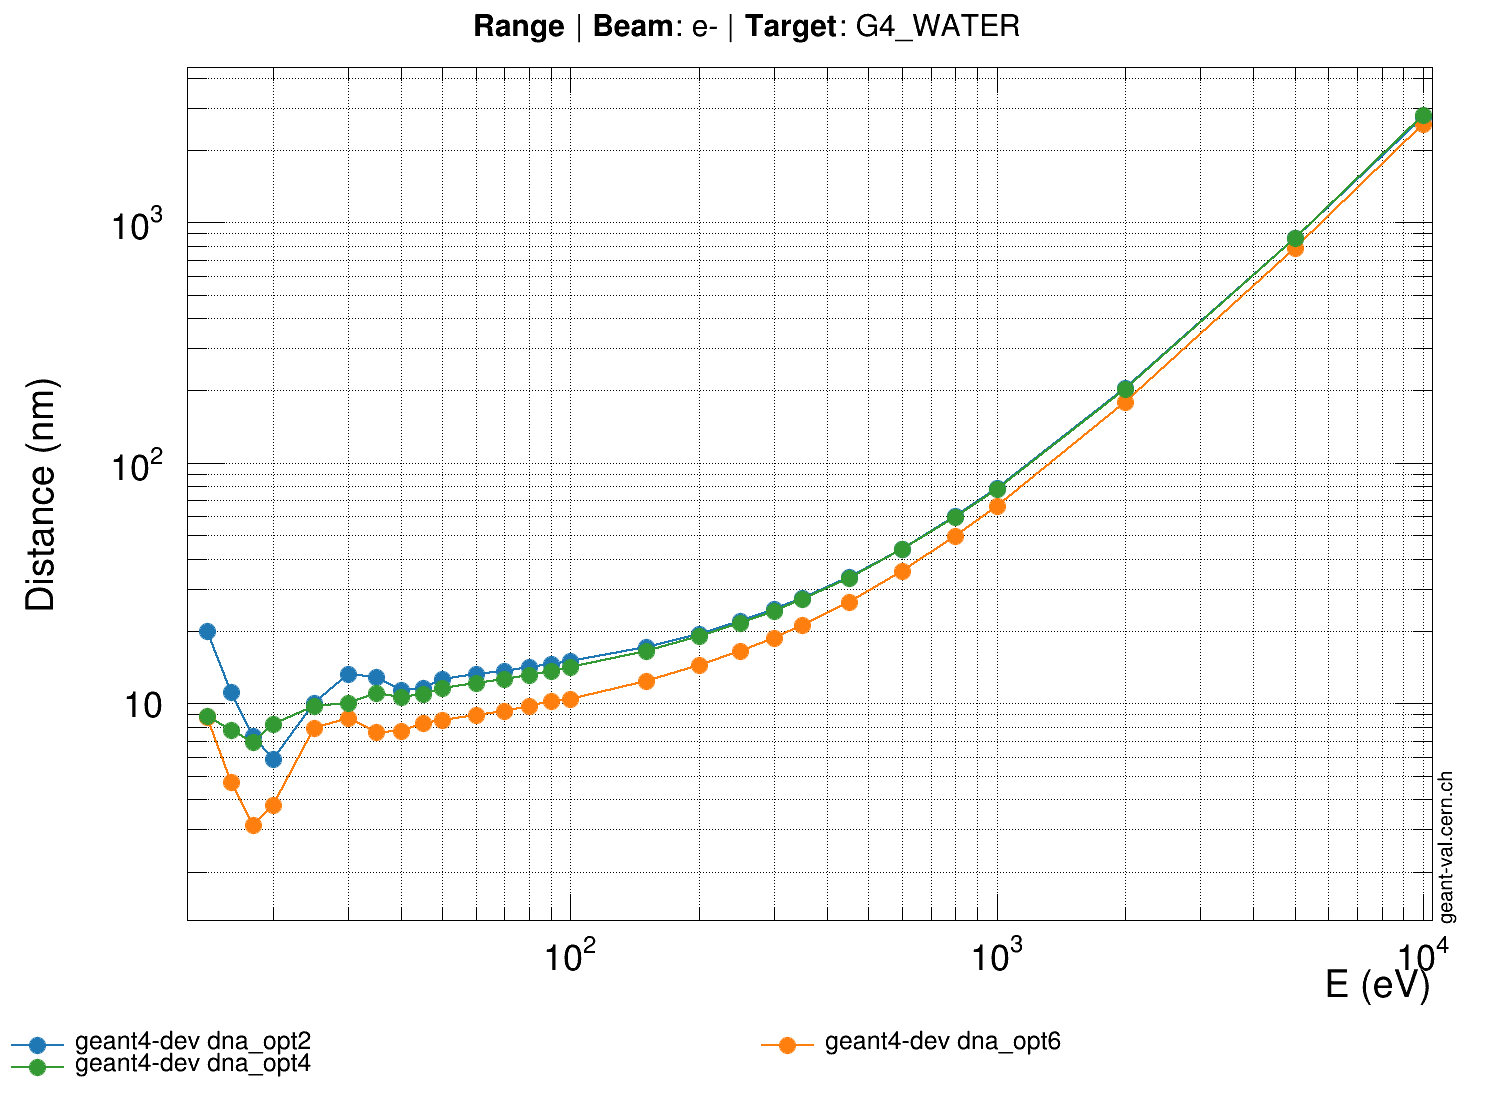 Range | Beam: e- | Target: G4_WATER
Distance (nm)
10³
10²
10
10²
10³
10⁴
E (eV)
geant-val.cern.ch
geant4-dev dna_opt2
geant4-dev dna_opt6
geant4-dev dna_opt4